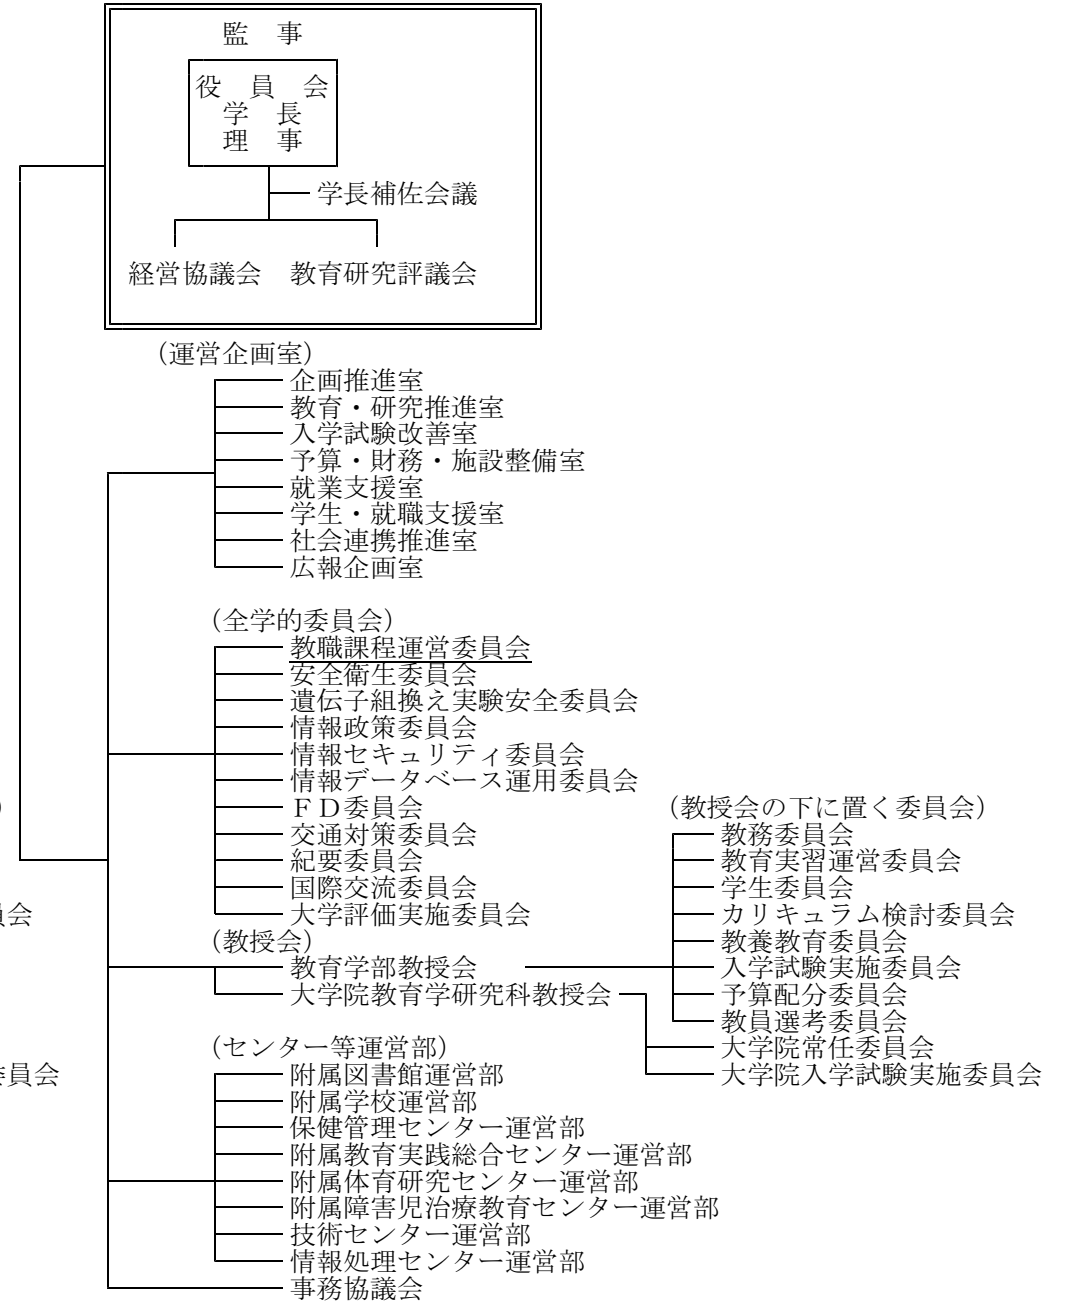 監　事
役　員　会
学　長
理　事
学長補佐会議
経営協議会　教育研究評議会
（運営企画室）
企画推進室
教育・研究推進室
入学試験改善室
予算・財務・施設整備室
就業支援室
学生・就職支援室
社会連携推進室
広報企画室
（全学的委員会）
教職課程運営委員会
安全衛生委員会
遺伝子組換え実験安全委員会
情報政策委員会
情報セキュリティ委員会
情報データベース運用委員会
ＦＤ委員会
交通対策委員会
紀要委員会
国際交流委員会
大学評価実施委員会
（教授会）
教育学部教授会
大学院教育学研究科教授会
（教授会の下に置く委員会）
教務委員会
教育実習運営委員会
学生委員会
カリキュラム検討委員会
教養教育委員会
入学試験実施委員会
予算配分委員会
教員選考委員会
大学院常任委員会
大学院入学試験実施委員会
（センター等運営部）
附属図書館運営部
附属学校運営部
保健管理センター運営部
附属教育実践総合センター運営部
附属体育研究センター運営部
附属障害児治療教育センター運営部
技術センター運営部
情報処理センター運営部
事務協議会
員会
委員会